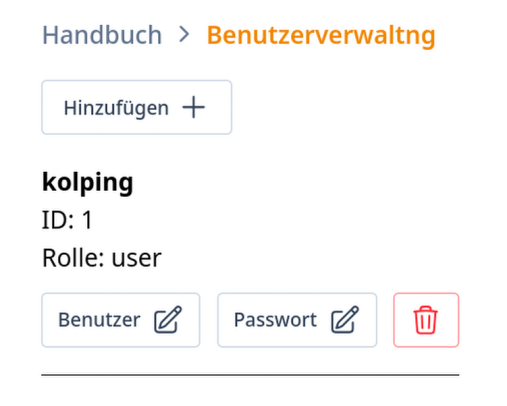 Handbuch > Benutzerverwaltng
Hinzufügen
kolping
ID: 1
Rolle: user
Benutzer Passwort